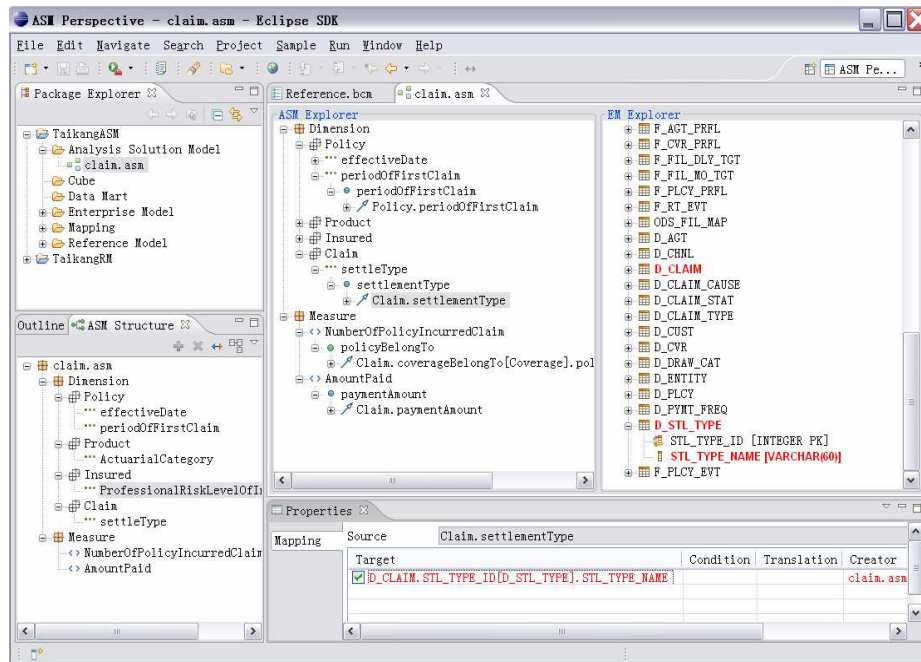 ASM Perspective - claim.asm - Eclipse SDK
File Edit Navigate Search Project Sample Run Window Help
ASM Pe...
Package Explorer
TaikangASM
Analysis Solution Model
claim.asm
Cube
Data Mart
Enterprise Model
Mapping
Reference Model
TaikangRM
Outline ASM Structure
claim.asm
Dimension
Policy
effectiveDate
periodOfFirstClaim
Product
ActuarialCategory
Insured
ProfessionalRiskLevelOfI
Claim
settleType
Measure
NumberOfPolicyIncurredClaim
AmountPaid
Reference.bcm claim.asm
ASM Explorer
Dimension
Policy
effectiveDate
periodOfFirstClaim
periodOfFirstClaim
Policy.periodOfFirstClaim
Product
Insured
Claim
settleType
settlementType
Claim.settlementType
Measure
NumberOfPolicyIncurredClaim
policyBelongTo
Claim.coverageBelongTo[Coverage].pol
AmountPaid
paymentAmount
Claim.paymentAmount
EM Explorer
F_AGT_PRFL
F_CVR_PRFL
F_FIL_DLY_TGT
F_FIL_MO_TGT
F_PLCY_PRFL
F_RT_EVT
ODS_FIL_MAP
D_AGT
D_CHNL
D_CLAIM
D_CLAIM_CAUSE
D_CLAIM_STAT
D_CLAIM_TYPE
D_CUST
D_CVR
D_DRAW_CAT
D_ENTITY
D_PLCY
D_PYMT_FREQ
D_STL_TYPE
STL_TYPE_ID [INTEGER PK]
STL_TYPE_NAME [VARCHAR(60)]
F_PLCY_EVT
Properties
Mapping
Source Claim.settlementType
Target Condition Translation Creator
D_CLAIM.STL_TYPE_ID[D_STL_TYPE].STL_TYPE_NAME claim.asm